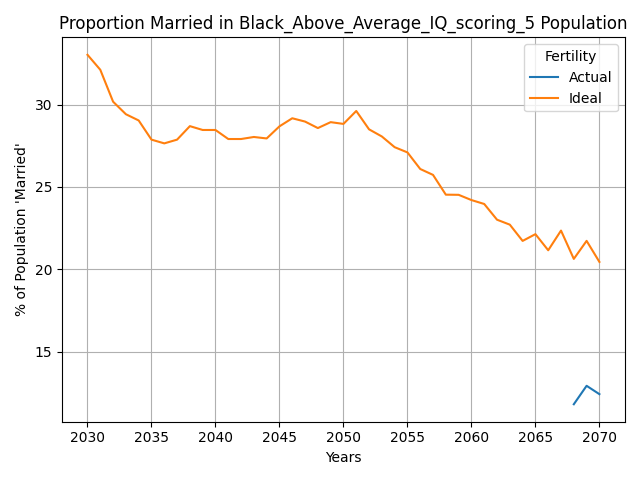 Proportion Married in Black_Above_Average_IQ_scoring_5 Population
Fertility
Actual
Ideal
% of Population 'Married'
30
25
20
15
2030 2035 2040 2045 2050 2055 2060 2065 2070
Years